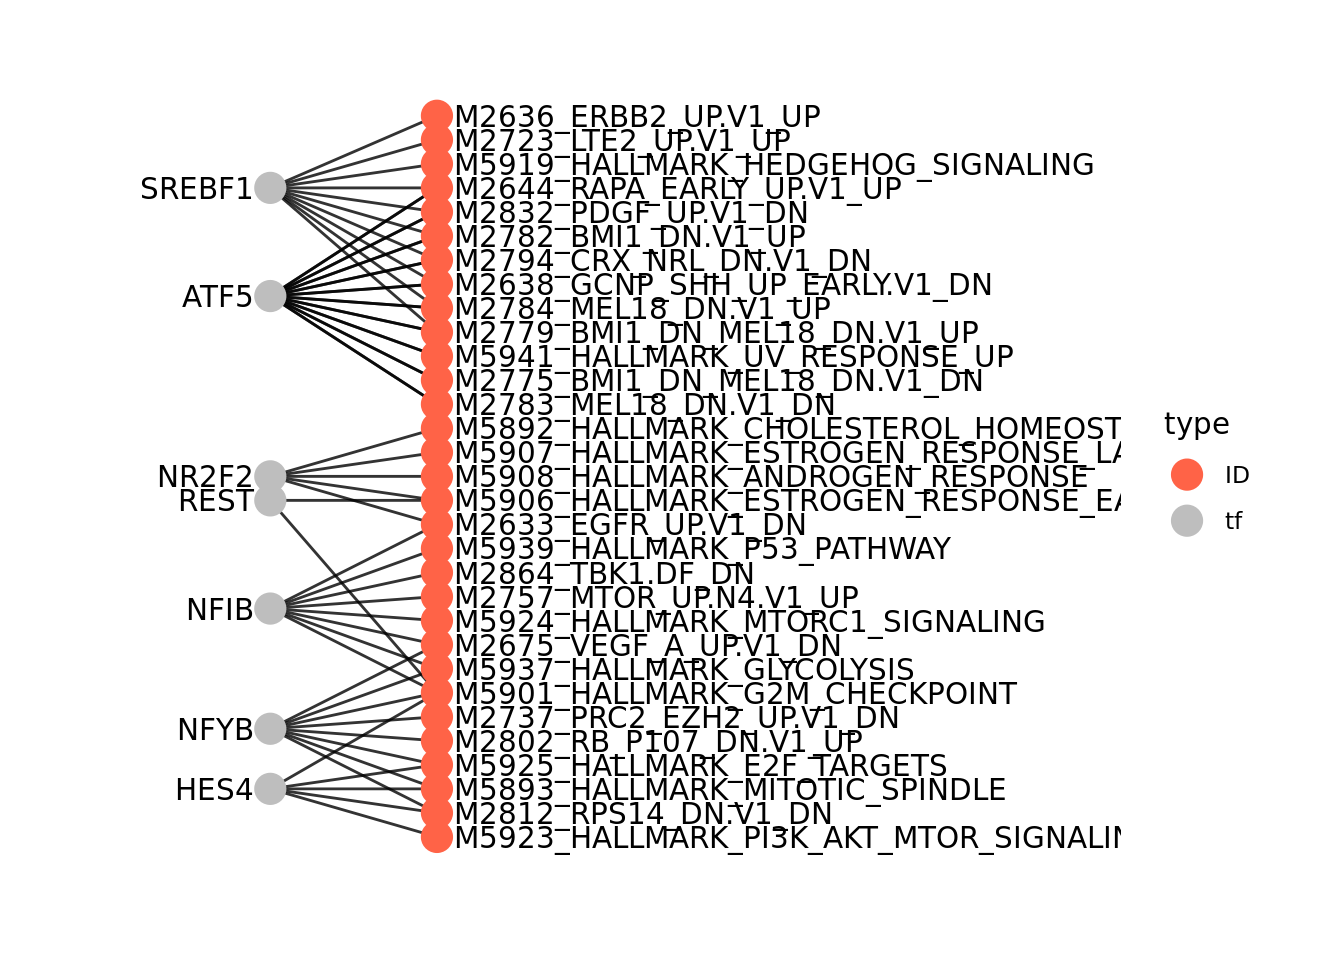 SREBF1
ATF5
NR2F2
REST
NFIB
NFYB
HES4
M2636_ERBB2_UP.V1_UP
M2723_LTE2_UP.V1_UP
M5919_HALLMARK_HEDGEHOG_SIGNALING
M2644_RAPA_EARLY_UP.V1_UP
M2832_PDGF_UP.V1_DN
M2782_BMI1_DN.V1_UP
M2794_CRX_NRL_DN.V1_DN
M2638_GCNP_SHH_UP_EARLY.V1_DN
M2784_MEL18_DN.V1_UP
M2779_BMI1_DN_MEL18_DN.V1_UP
M5941_HALLMARK_UV_RESPONSE_UP
M2775_BMI1_DN_MEL18_DN.V1_DN
M2783_MEL18_DN.V1_DN
M5892_HALLMARK_CHOLESTEROL_HOMEOST
M5907_HALLMARK_ESTROGEN_RESPONSE_LA
M5908_HALLMARK_ANDROGEN_RESPONSE
M5906_HALLMARK_ESTROGEN_RESPONSE_EA
M2633_EGFR_UP.V1_DN
M5939_HALLMARK_P53_PATHWAY
M2864_TBK1.DF_DN
M2757_MTOR_UP.N4.V1_UP
M5924_HALLMARK_MTORC1_SIGNALING
M2675_VEGF_A_UP.V1_DN
M5937_HALLMARK_GLYCOLYSIS
M5901_HALLMARK_G2M_CHECKPOINT
M2737_PRC2_EZH2_UP.V1_DN
M2802_RB_P107_DN.V1_UP
M5925_HALLMARK_E2F_TARGETS
M5893_HALLMARK_MITOTIC_SPINDLE
M2812_RPS14_DN.V1_DN
M5923_HALLMARK_PI3K_AKT_MTOR_SIGNALIN
type
ID
tf